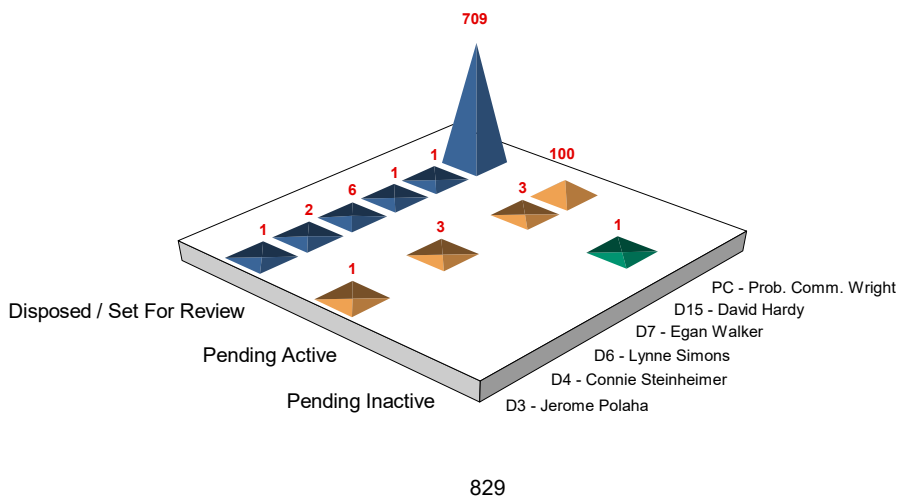 709
100
1
1
6
2
1
3
3
1
1
Disposed / Set For Review
Pending Active
Pending Inactive
PC - Prob. Comm. Wright
D15 - David Hardy
D7 - Egan Walker
D6 - Lynne Simons
D4 - Connie Steinheimer
D3 - Jerome Polaha
829